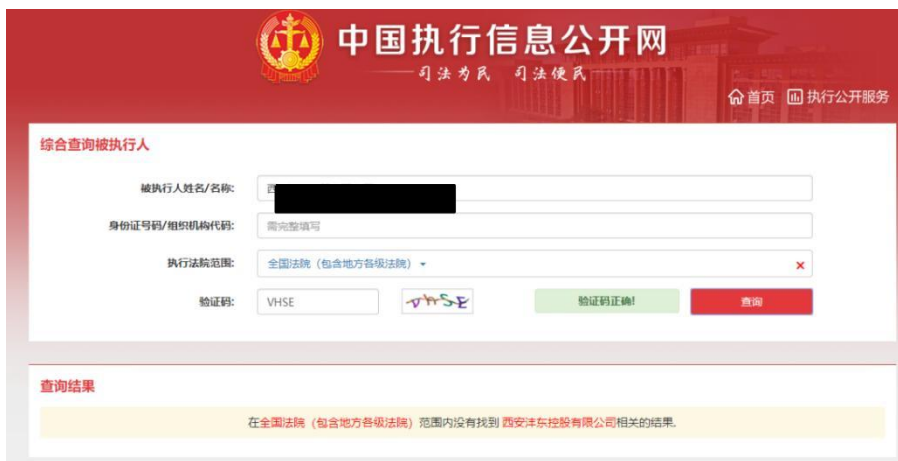 中国执行信息公开网
司法为民 司法便民
首页 执行公开服务
综合查询被执行人
被执行人姓名/名称: 西
身份证号码/组织机构代码: 需完整填写
执行法院范围: 全国法院（包含地方各级法院）
验证码: VHSE vhSE 验证码正确! 查询
查询结果
在全国法院（包含地方各级法院）范围内没有找到 西安沣东控股有限公司相关的结果.